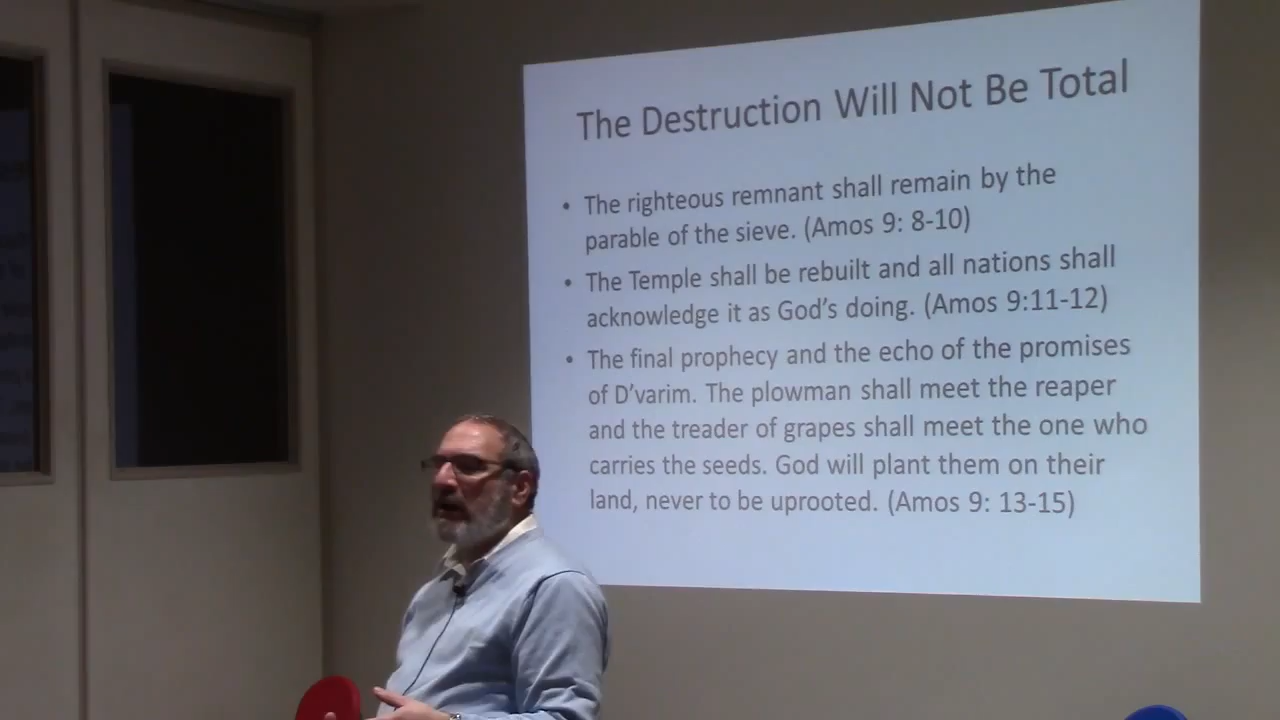 The Destruction Will Not Be Total
• The righteous remnant shall remain by the
parable of the sieve. (Amos 9: 8-10)
• The Temple shall be rebuilt and all nations shall
acknowledge it as God's doing. (Amos 9:11-12)
• The final prophecy and the echo of the promises
of D'varim. The plowman shall meet the reaper
and the treader of grapes shall meet the one who
carries the seeds. God will plant them on their
land, never to be uprooted. (Amos 9: 13-15)